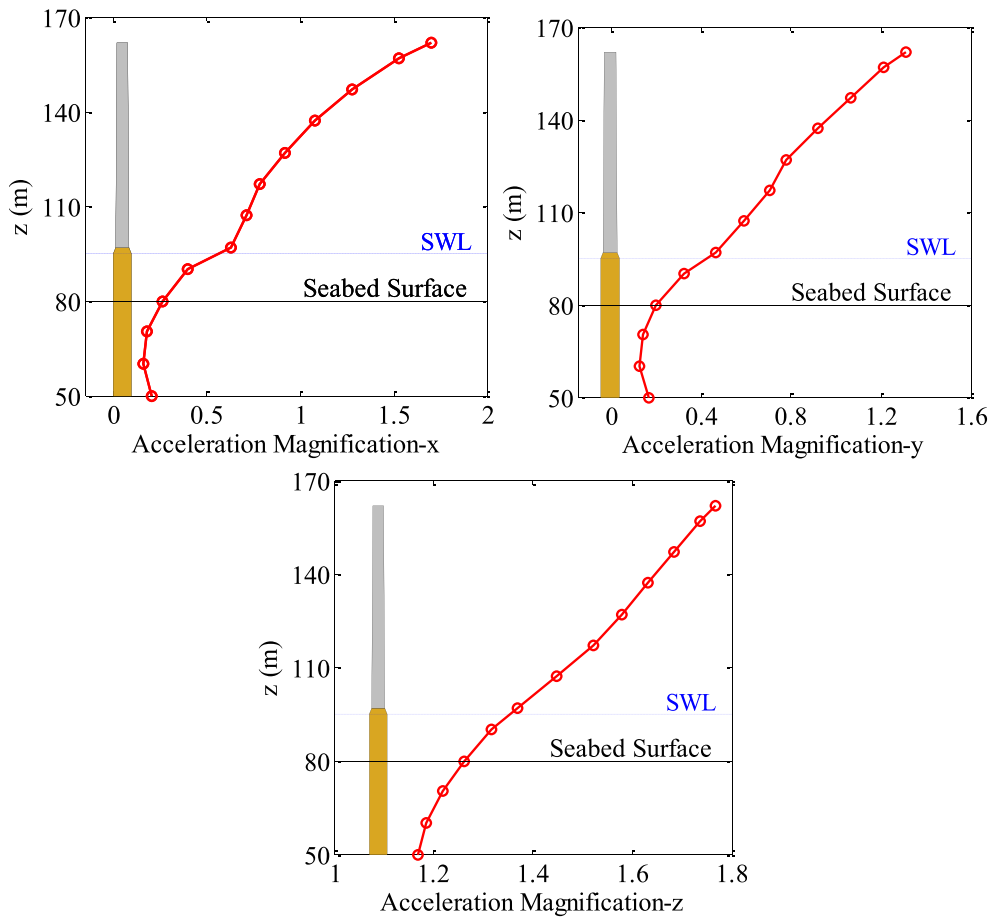 170
140
110
80
50
z (m)
SWL
Seabed Surface
0 0.5 1 1.5 2
Acceleration Magnification-x
170
140
110
80
50
z (m)
SWL
Seabed Surface
0 0.4 0.8 1.2 1.6
Acceleration Magnification-y
170
140
110
80
50
z (m)
SWL
Seabed Surface
1 1.2 1.4 1.6 1.8
Acceleration Magnification-z